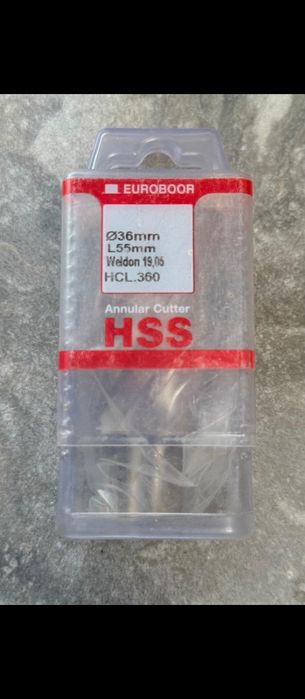 EUROBOOR
Ø36mm
L55mm
Weldon 19,05
HCL.360
Annular Cutter
HSS